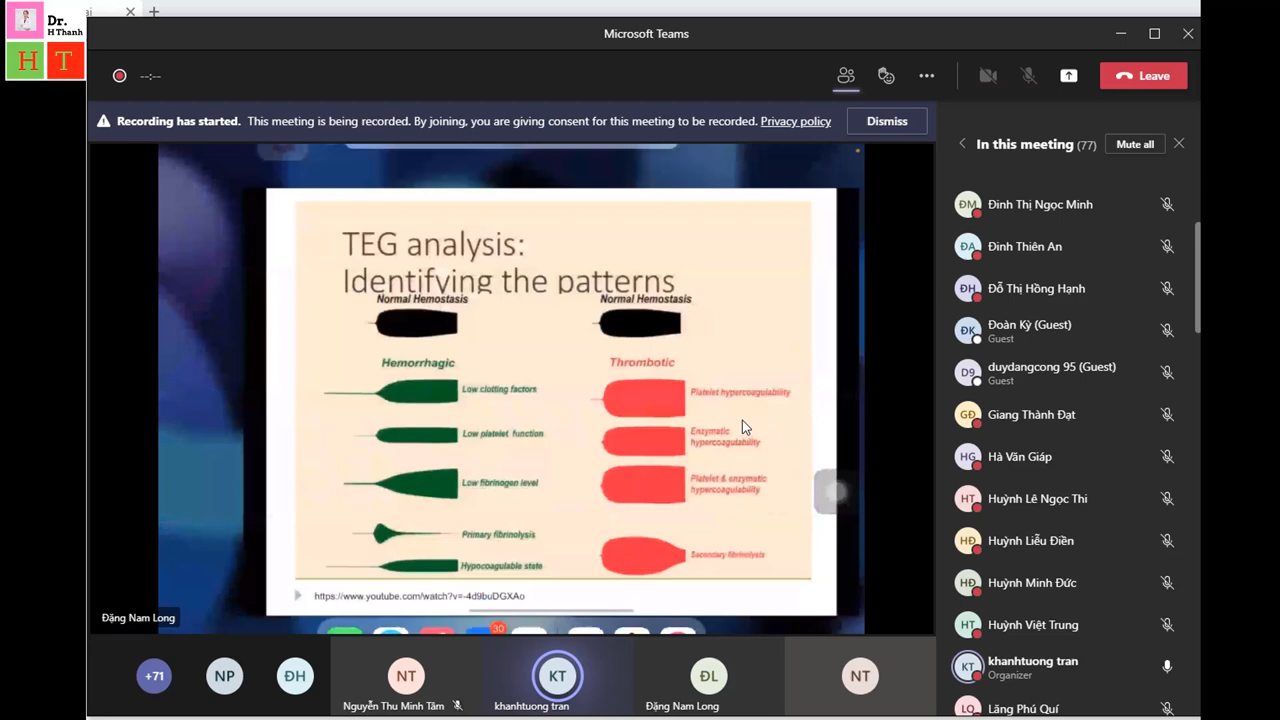 Dr.
H Thanh
H T
ai
Microsoft Teams
--:--
Leave
Recording has started. This meeting is being recorded. By joining, you are giving consent for this meeting to be recorded. Privacy policy
Dismiss
In this meeting (77)
Mute all
TEG analysis:
Identifying the patterns
Normal Hemostasis
Normal Hemostasis
Hemorrhagic
Thrombotic
Low clotting factors
Platelet hypercoagulability
Low platelet function
Enzymatic
hypercoagulability
Low fibrinogen level
Platelet & enzymatic
hypercoagulability
Primary fibrinolysis
Secondary fibrinolysis
Hypocoagulable state
https://www.youtube.com/watch?v=-4d9buDGXAo
30
Đặng Nam Long
+71
NP
ĐH
NT
Nguyễn Thu Minh Tâm
KT
khanhtuong tran
ĐL
Đặng Nam Long
NT
ĐM
Đinh Thị Ngọc Minh
ĐA
Đinh Thiên An
ĐH
Đỗ Thị Hồng Hạnh
ĐK
Đoàn Kỳ (Guest)
Guest
D9
duydangcong 95 (Guest)
Guest
GĐ
Giang Thành Đạt
HG
Hà Văn Giáp
HT
Huỳnh Lê Ngọc Thi
HĐ
Huỳnh Liễu Điền
HĐ
Huỳnh Minh Đức
HT
Huỳnh Việt Trung
KT
khanhtuong tran
Organizer
LQ
Lăng Phú Quí